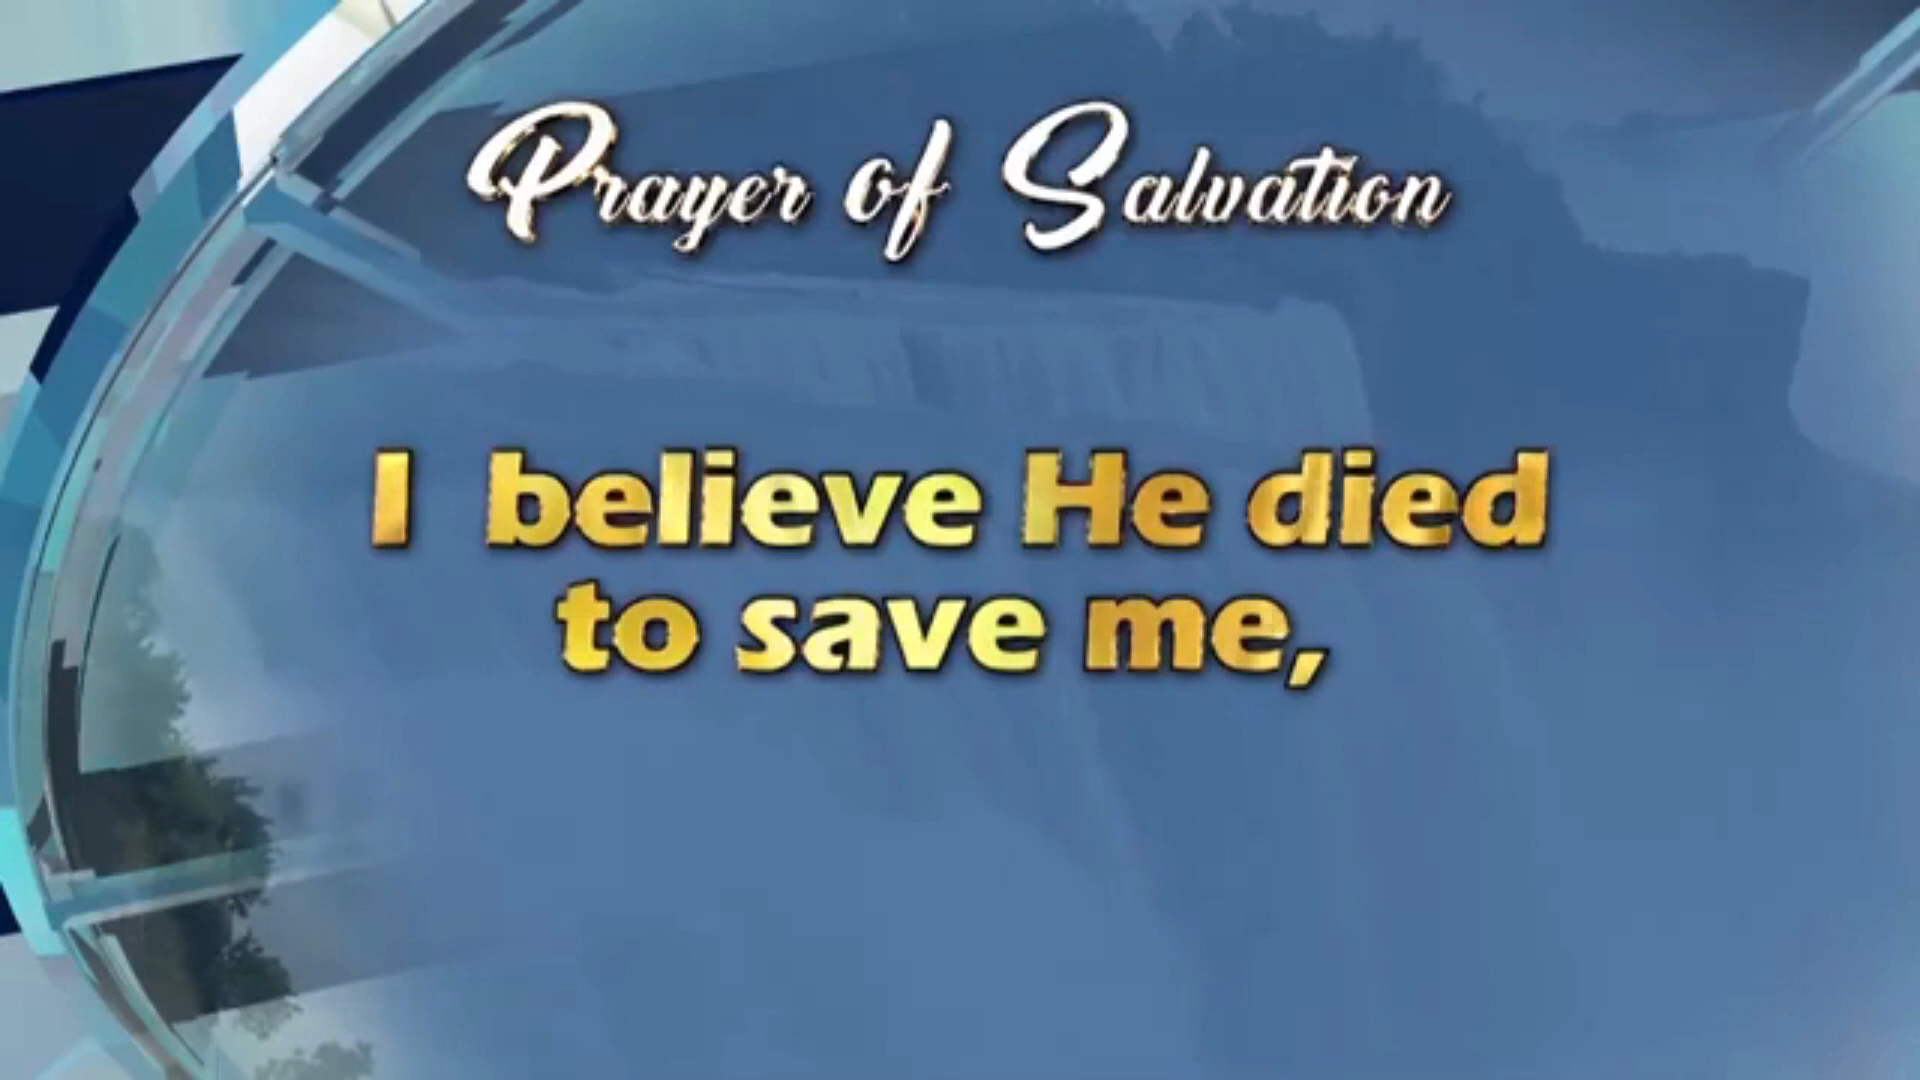 Prayer of Salvation
I believe He died
to save me,